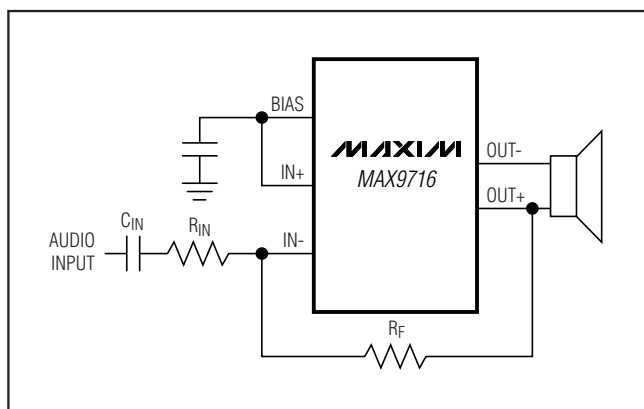 BIAS
MAXIM
MAX9716
IN+
OUT-
OUT+
C_IN
R_IN
AUDIO
INPUT
IN-
R_F